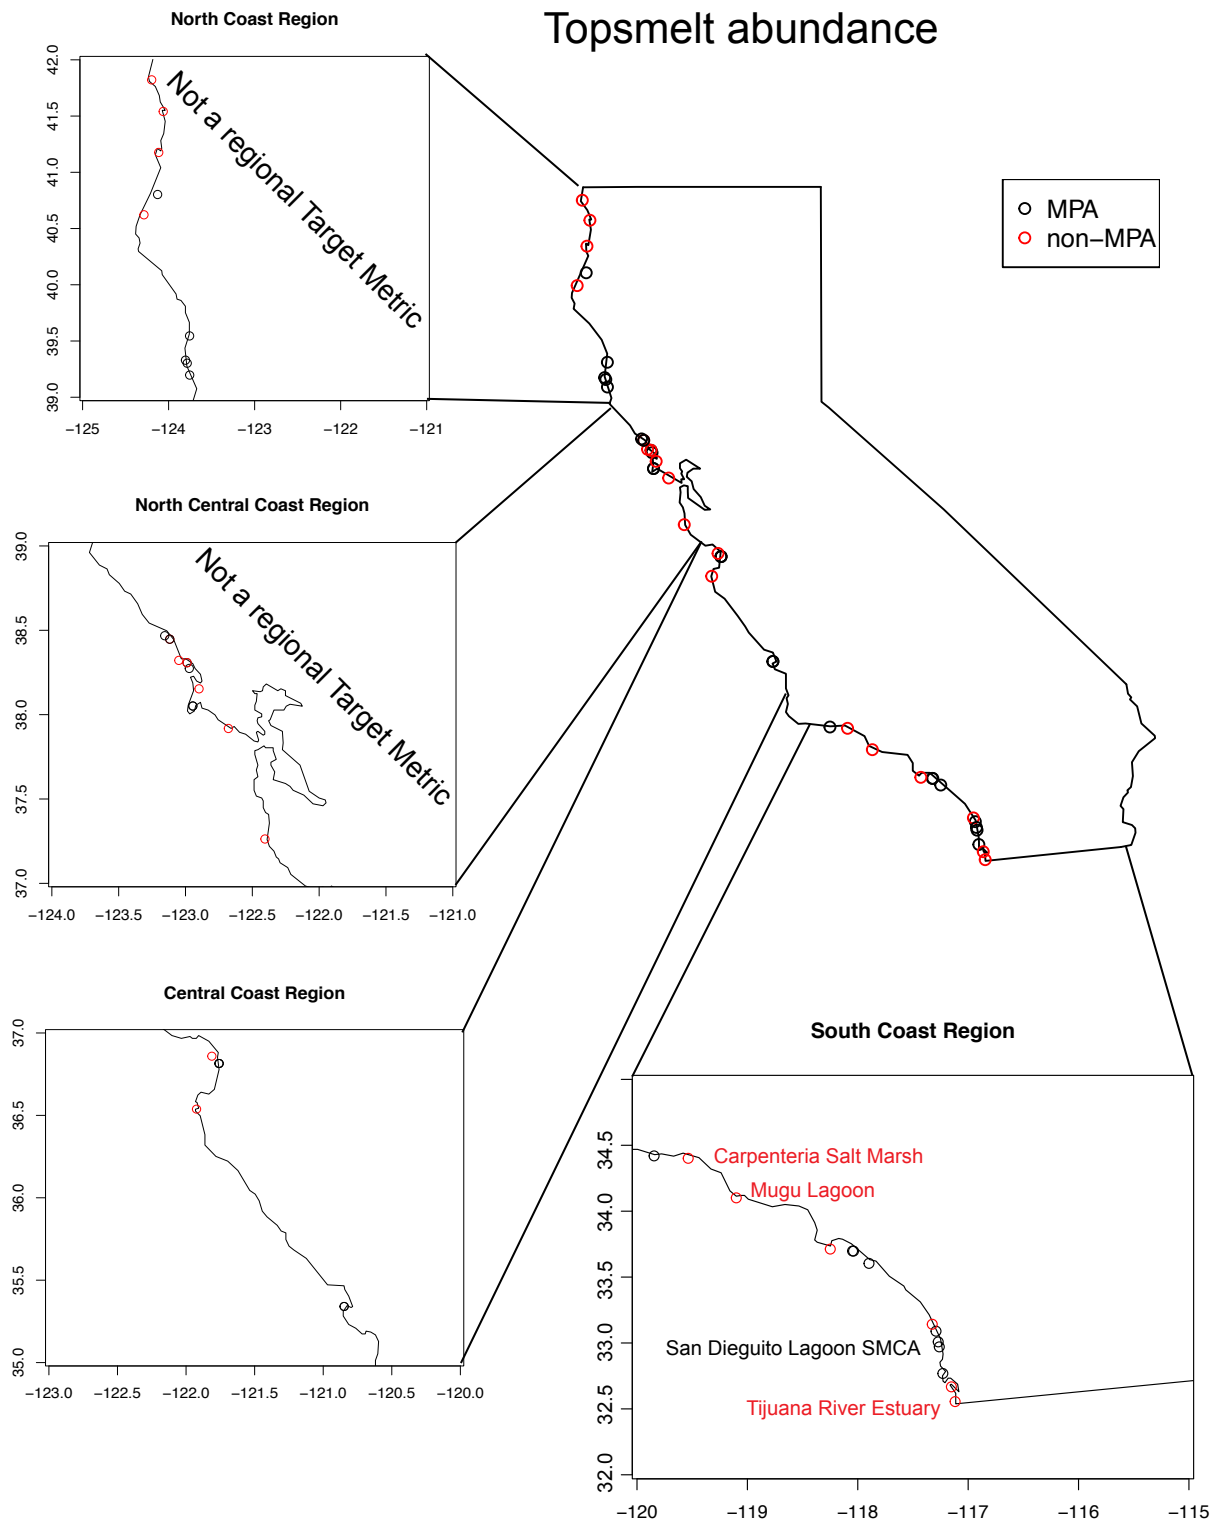 Topsmelt abundance
North Coast Region
42.0
41.5
41.0
40.5
40.0
39.5
39.0
Not a regional Target Metric
−125 −124 −123 −122 −121
MPA
non−MPA
North Central Coast Region
39.0
38.5
38.0
37.5
37.0
Not a regional Target Metric
−124.0 −123.5 −123.0 −122.5 −122.0 −121.5 −121.0
Central Coast Region
37.0
36.5
36.0
35.5
35.0
−123.0 −122.5 −122.0 −121.5 −121.0 −120.5 −120.0
South Coast Region
34.5
34.0
33.5
33.0
32.5
32.0
Carpenteria Salt Marsh
Mugu Lagoon
San Dieguito Lagoon SMCA
Tijuana River Estuary
−120 −119 −118 −117 −116 −115